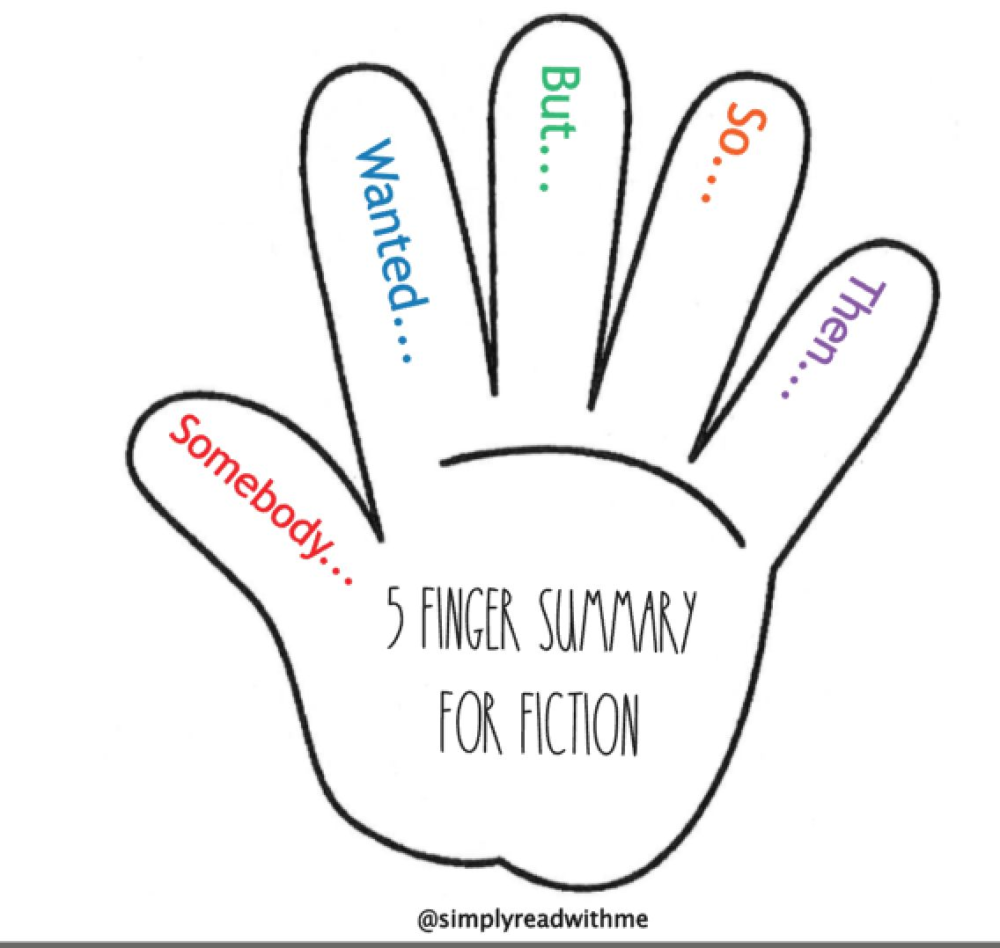 Somebody...
Wanted...
But...
So...
Then...
5 FINGER SUMMARY
FOR FICTION
@simplyreadwithme